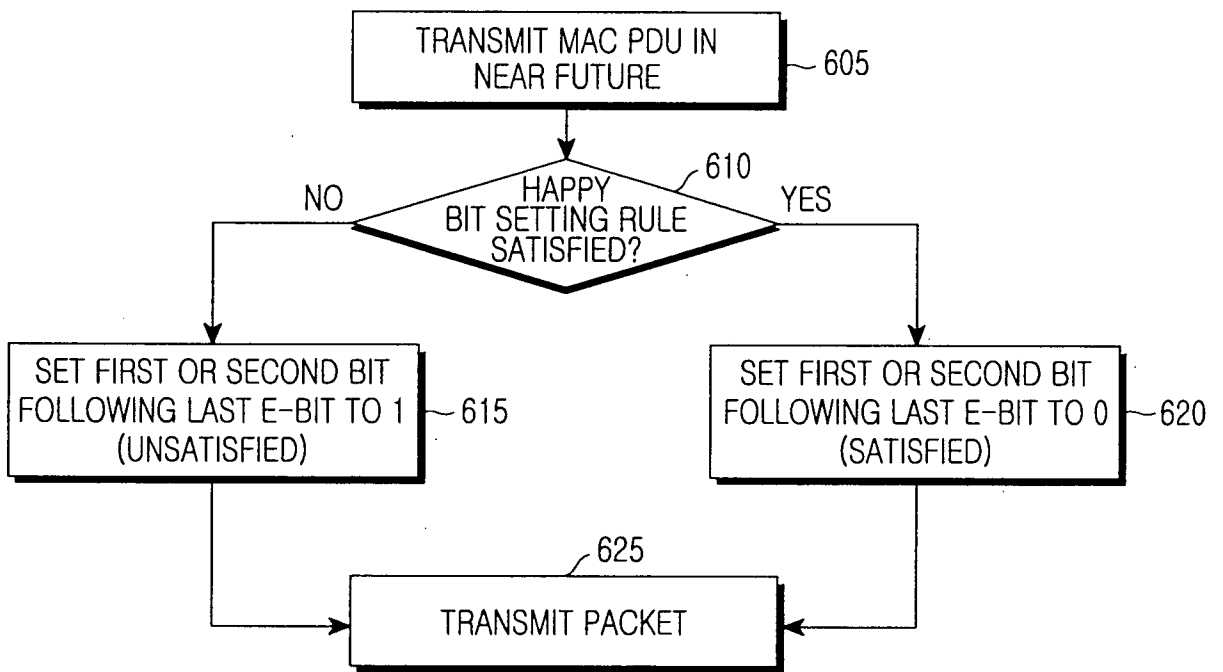 TRANSMIT MAC PDU IN
NEAR FUTURE
605
610
HAPPY
BIT SETTING RULE
SATISFIED?
NO
YES
SET FIRST OR SECOND BIT
FOLLOWING LAST E-BIT TO 1
(UNSATISFIED)
615
SET FIRST OR SECOND BIT
FOLLOWING LAST E-BIT TO 0
(SATISFIED)
620
625
TRANSMIT PACKET